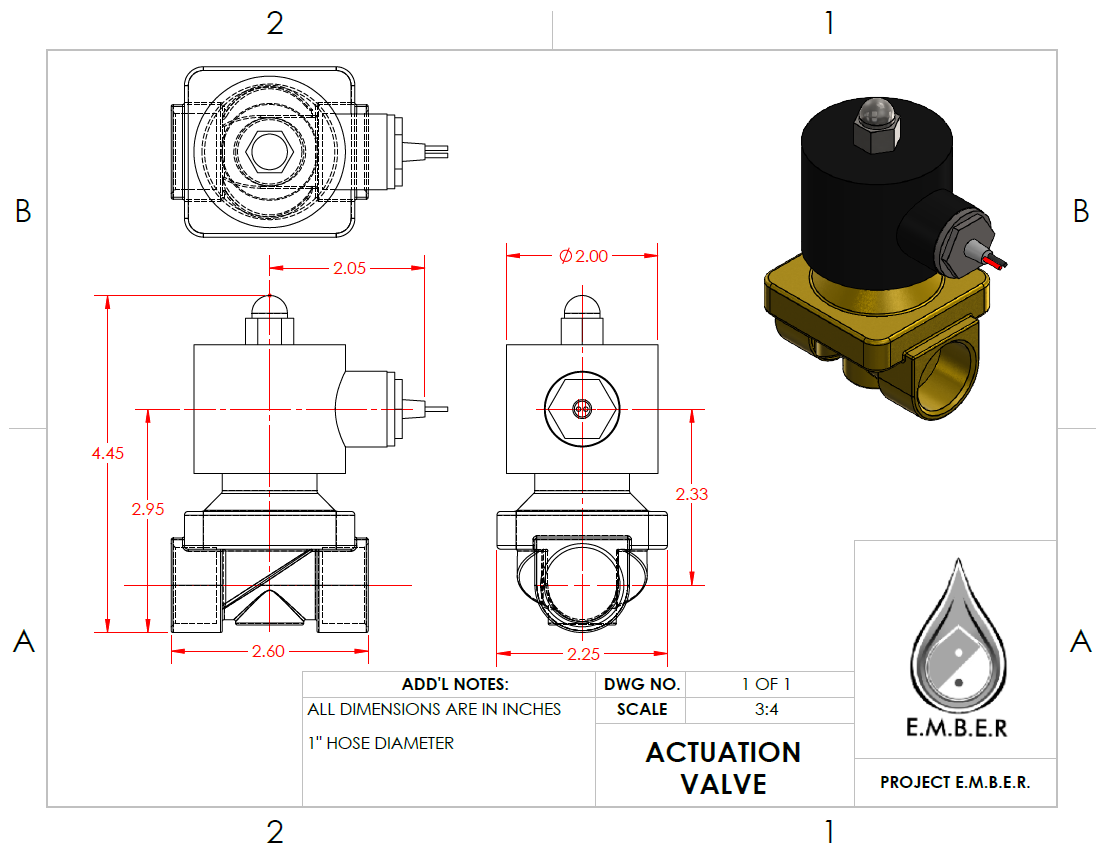 2 1
B B
2.05
⌀2.00
4.45
2.95
2.33
2.60
2.25
A A
E.M.B.E.R
ADD'L NOTES:
ALL DIMENSIONS ARE IN INCHES
1" HOSE DIAMETER
DWG NO. 1 OF 1
SCALE 3:4
ACTUATION
VALVE
PROJECT E.M.B.E.R.
2 1